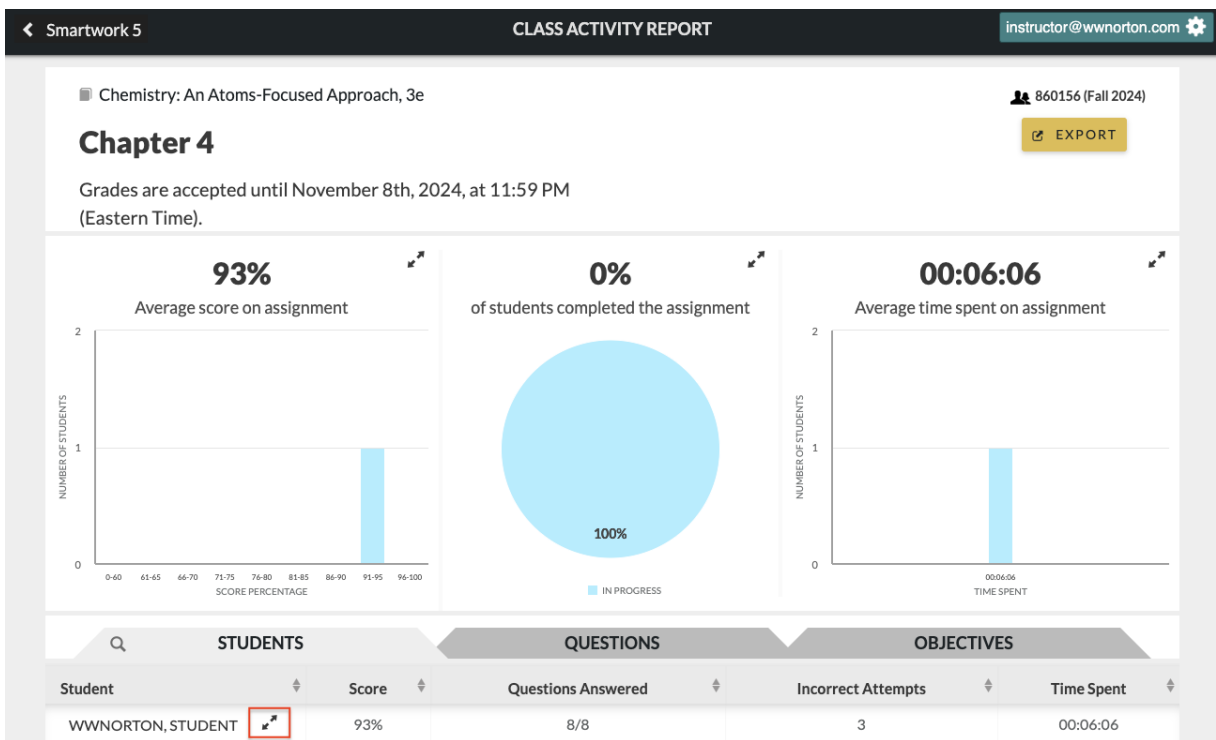 Smartwork 5
CLASS ACTIVITY REPORT
instructor@wwnorton.com
Chemistry: An Atoms-Focused Approach, 3e
860156 (Fall 2024)
Chapter 4
EXPORT
Grades are accepted until November 8th, 2024, at 11:59 PM
(Eastern Time).
93%
Average score on assignment
2
1
0
NUMBER OF STUDENTS
0-60 61-65 66-70 71-75 76-80 81-85 86-90 91-95 96-100
SCORE PERCENTAGE
0%
of students completed the assignment
100%
IN PROGRESS
00:06:06
Average time spent on assignment
2
1
0
NUMBER OF STUDENTS
00:06:06
TIME SPENT
STUDENTS QUESTIONS OBJECTIVES
Student Score Questions Answered Incorrect Attempts Time Spent
WWNORTON, STUDENT 93% 8/8 3 00:06:06